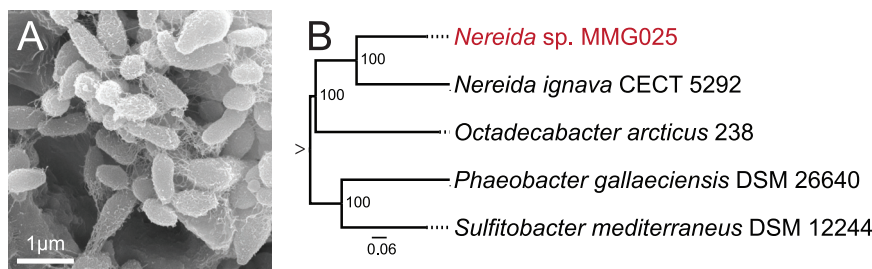 A
1µm
B
Nereida sp. MMG025
100
Nereida ignava CECT 5292
100
Octadecabacter arcticus 238
>
Phaeobacter gallaeciensis DSM 26640
100
Sulfitobacter mediterraneus DSM 12244
0.06